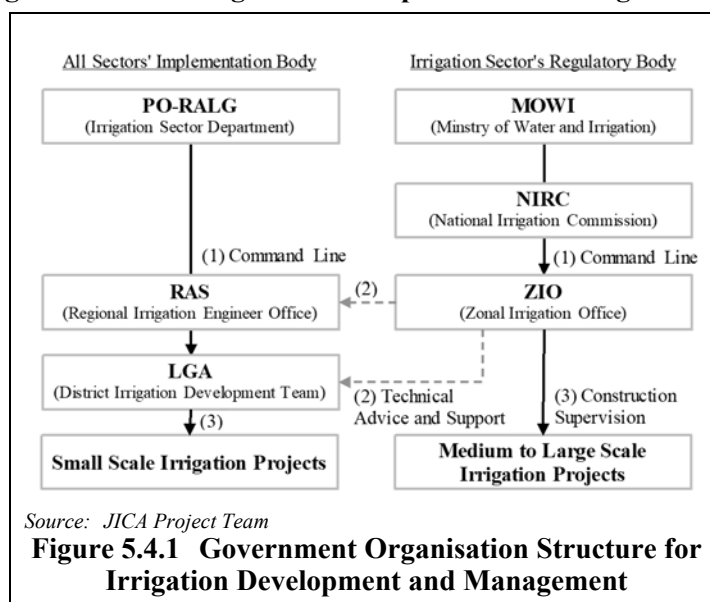 All Sectors' Implementation Body
Irrigation Sector's Regulatory Body
PO-RALG
(Irrigation Sector Department)
MOWI
(Minstry of Water and Irrigation)
NIRC
(National Irrigation Commission)
(1) Command Line
(1) Command Line
RAS
(Regional Irrigation Engineer Office)
(2)
ZIO
(Zonal Irrigation Office)
LGA
(District Irrigation Development Team)
(2) Technical
Advice and Support
(3) Construction
Supervision
(3)
Small Scale Irrigation Projects
Medium to Large Scale
Irrigation Projects
Source: JICA Project Team
Figure 5.4.1 Government Organisation Structure for
Irrigation Development and Management